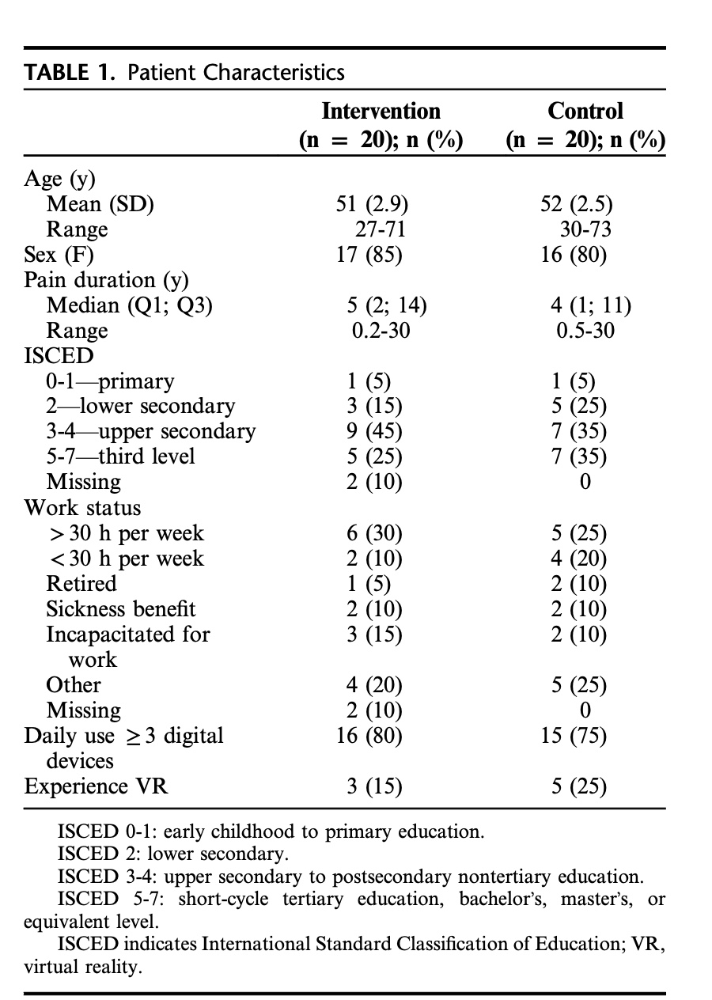 TABLE 1. Patient Characteristics
Intervention Control
(n = 20); n (%) (n = 20); n (%)
Age (y)
Mean (SD) 51 (2.9) 52 (2.5)
Range 27-71 30-73
Sex (F) 17 (85) 16 (80)
Pain duration (y)
Median (Q1; Q3) 5 (2; 14) 4 (1; 11)
Range 0.2-30 0.5-30
ISCED
0-1—primary 1 (5) 1 (5)
2—lower secondary 3 (15) 5 (25)
3-4—upper secondary 9 (45) 7 (35)
5-7—third level 5 (25) 7 (35)
Missing 2 (10) 0
Work status
> 30 h per week 6 (30) 5 (25)
< 30 h per week 2 (10) 4 (20)
Retired 1 (5) 2 (10)
Sickness benefit 2 (10) 2 (10)
Incapacitated for 3 (15) 2 (10)
work
Other 4 (20) 5 (25)
Missing 2 (10) 0
Daily use ≥ 3 digital 16 (80) 15 (75)
devices
Experience VR 3 (15) 5 (25)
ISCED 0-1: early childhood to primary education.
ISCED 2: lower secondary.
ISCED 3-4: upper secondary to postsecondary nontertiary education.
ISCED 5-7: short-cycle tertiary education, bachelor's, master's, or
equivalent level.
ISCED indicates International Standard Classification of Education; VR,
virtual reality.